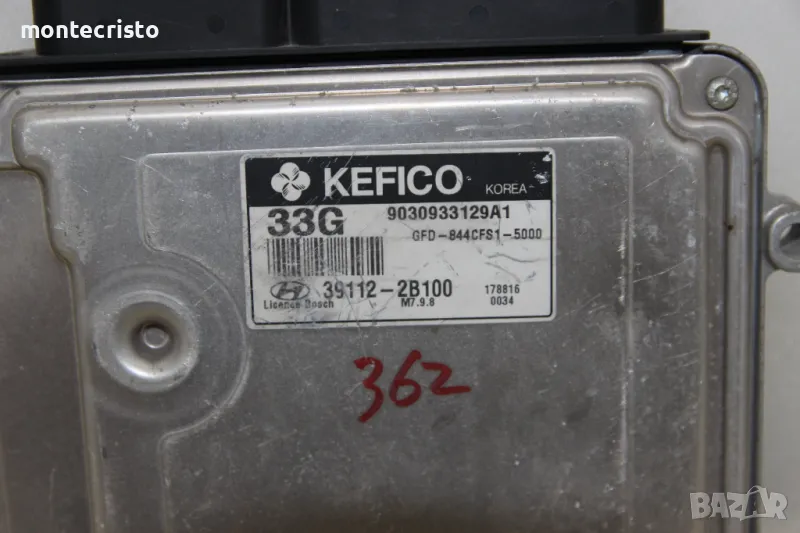 montecristo
KEFICO KOREA
33G 9030933129A1
GFD-844CFS1-5000
39112-2B100 178816
Licence Bosch M7.9.8 0034
362
BAZAR